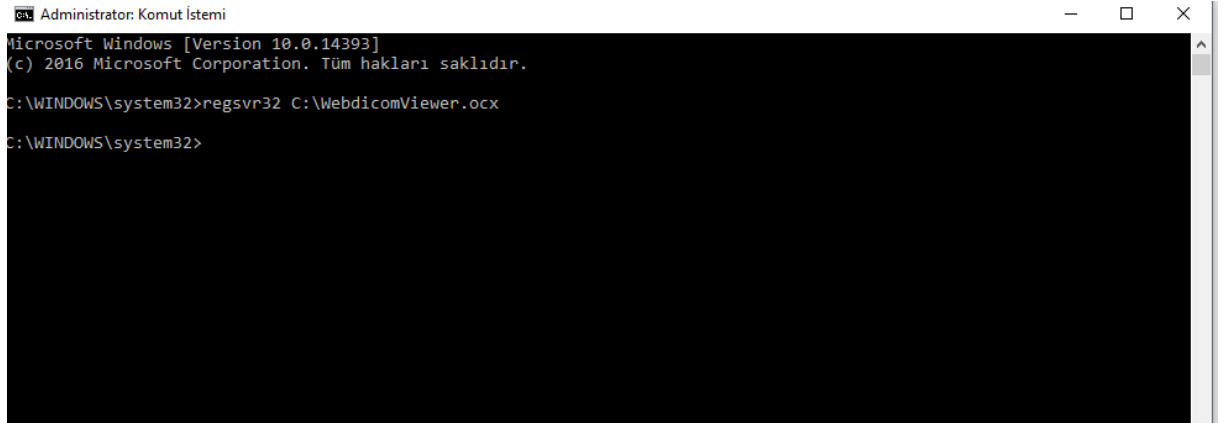 Administrator: Komut İstemi
Microsoft Windows [Version 10.0.14393]
(c) 2016 Microsoft Corporation. Tüm hakları saklıdır.
C:\WINDOWS\system32>regsvr32 C:\WebdicomViewer.ocx
C:\WINDOWS\system32>